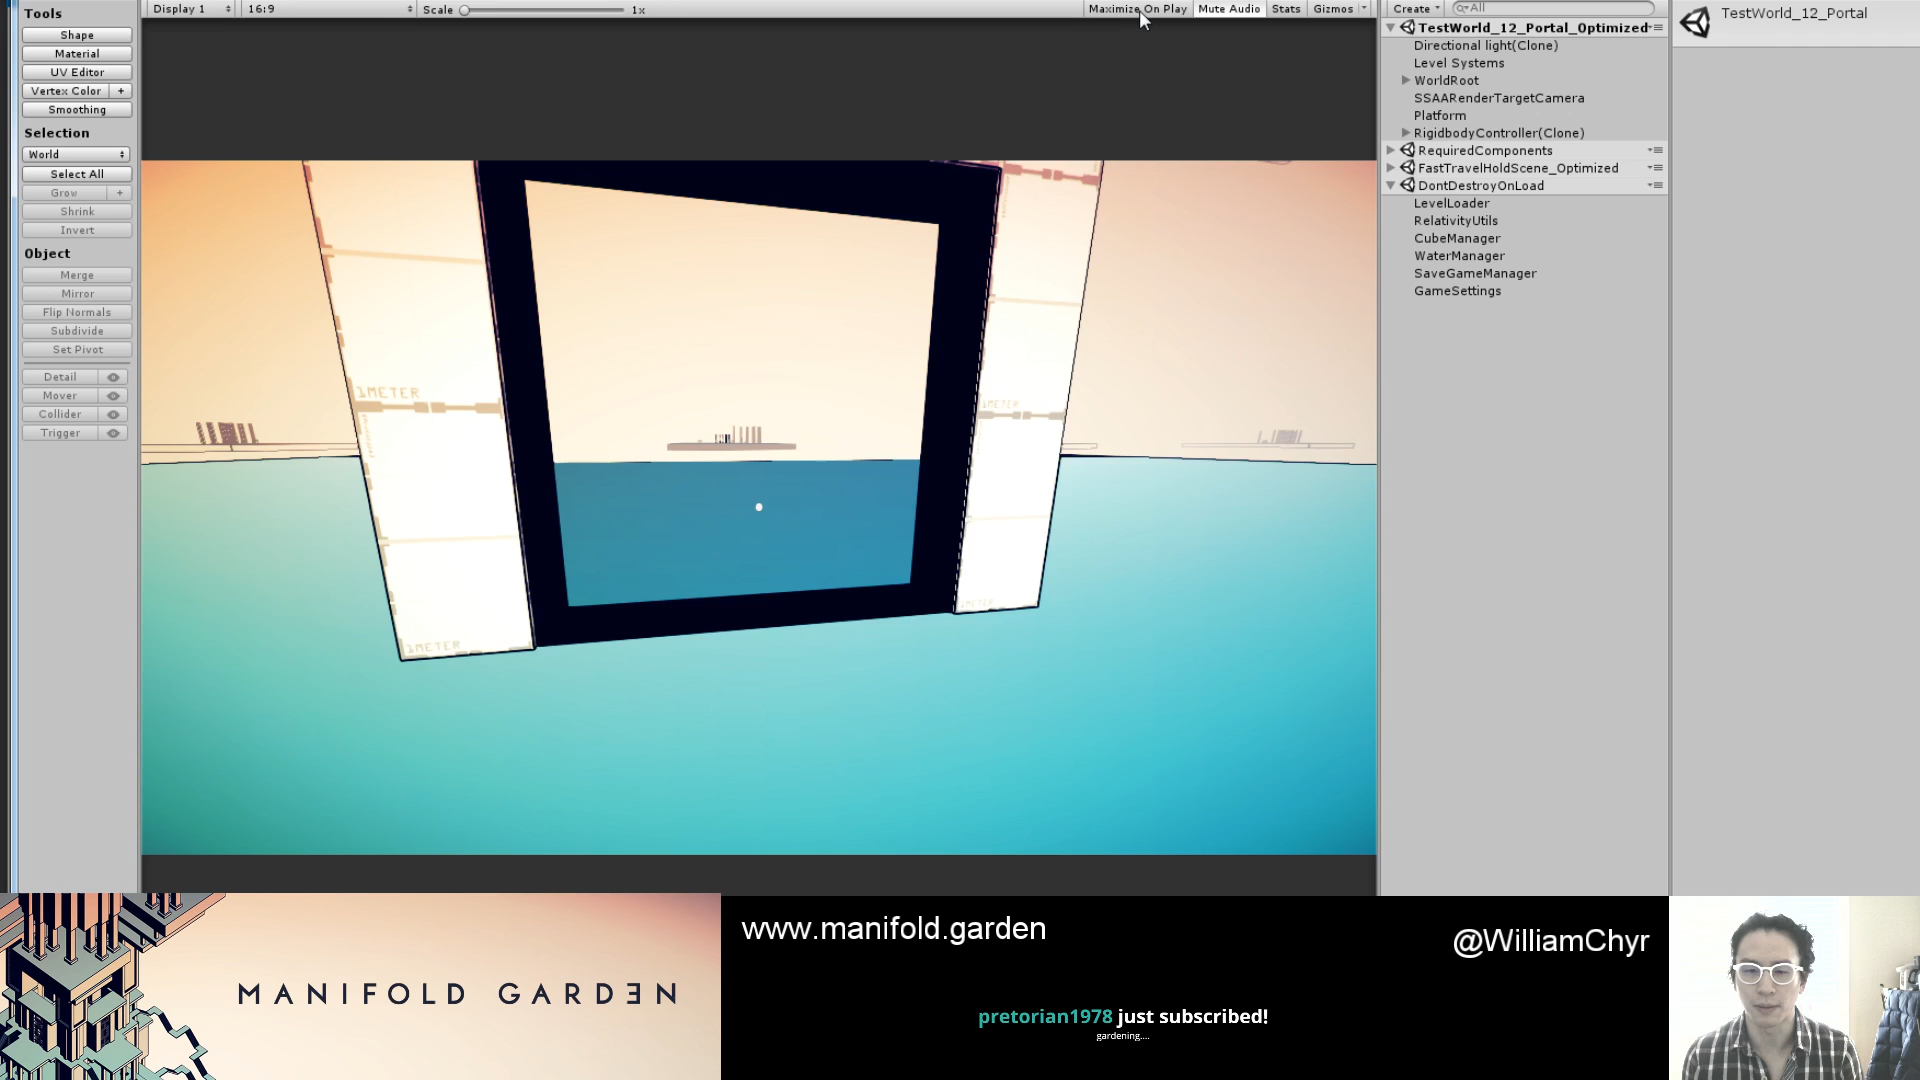 Tools
Shape
Material
UV Editor
Vertex Color +
Smoothing
Selection
World
Select All
Grow +
Shrink
Invert
Object
Merge
Mirror
Flip Normals
Subdivide
Set Pivot
Detail
Mover
Collider
Trigger
Display 1
16:9
Scale
1x
Maximize On Play
Mute Audio
Stats
Gizmos
1METER
1METER
1METER
1METER
Create
All
TestWorld_12_Portal_Optimized
Directional light(Clone)
Level Systems
WorldRoot
SSAARenderTargetCamera
Platform
RigidbodyController(Clone)
RequiredComponents
FastTravelHoldScene_Optimized
DontDestroyOnLoad
LevelLoader
RelativityUtils
CubeManager
WaterManager
SaveGameManager
GameSettings
TestWorld_12_Portal
MANIFOLD GARDƎN
www.manifold.garden
@WilliamChyr
pretorian1978 just subscribed!
gardening....